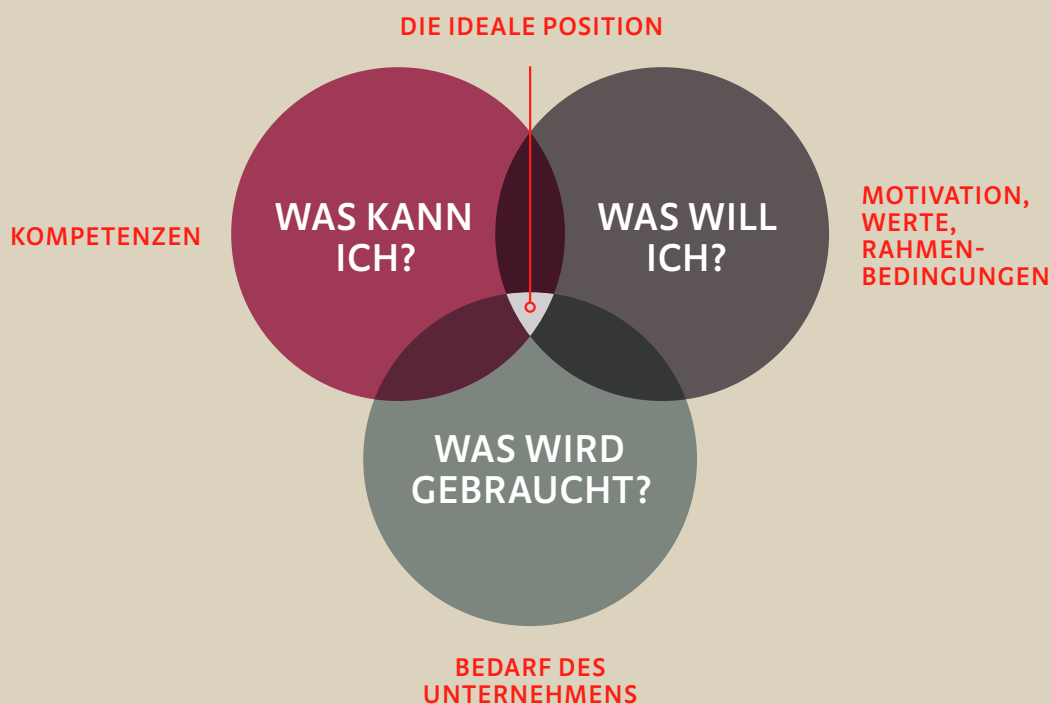 DIE IDEALE POSITION
WAS KANN
ICH?
WAS WILL
ICH?
KOMPETENZEN
MOTIVATION,
WERTE,
RAHMEN-
BEDINGUNGEN
WAS WIRD
GEBRAUCHT?
BEDARF DES
UNTERNEHMENS